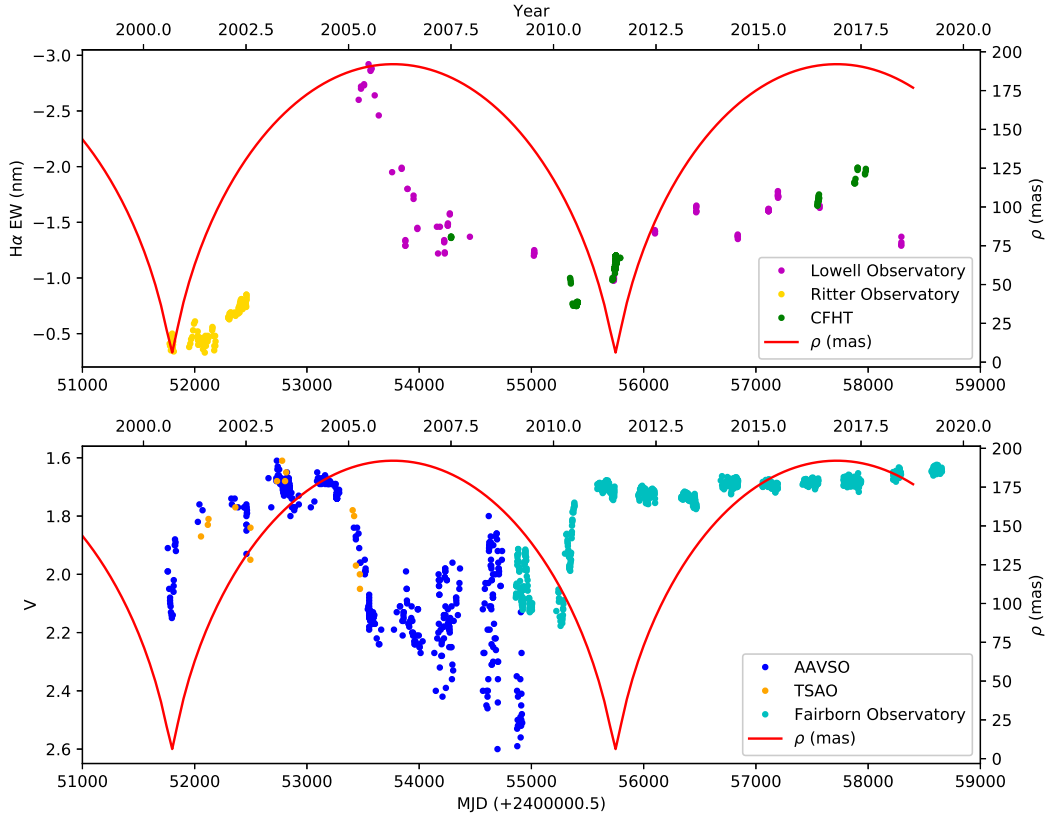 Year
2000.0 2002.5 2005.0 2007.5 2010.0 2012.5 2015.0 2017.5 2020.0
−3.0 −2.5 −2.0 −1.5 −1.0 −0.5
Hα EW (nm)
200 175 150 125 100 75 50 25 0
ρ (mas)
Lowell Observatory
Ritter Observatory
CFHT
ρ (mas)
51000 52000 53000 54000 55000 56000 57000 58000 59000
2000.0 2002.5 2005.0 2007.5 2010.0 2012.5 2015.0 2017.5 2020.0
1.6 1.8 2.0 2.2 2.4 2.6
V
200 175 150 125 100 75 50 25 0
ρ (mas)
AAVSO
TSAO
Fairborn Observatory
ρ (mas)
51000 52000 53000 54000 55000 56000 57000 58000 59000
MJD (+2400000.5)